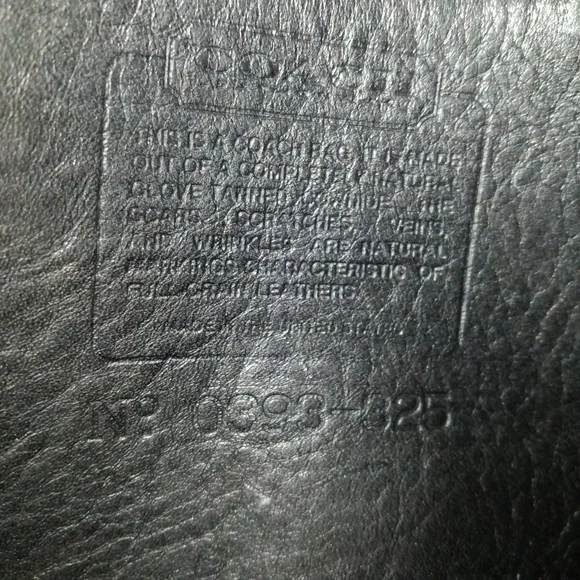 COACH
THIS IS A COACH BAG. IT IS MADE
OUT OF A COMPLETELY NATURAL
GLOVE TANNED COWHIDE. THE
SCARS, SCRATCHES, VEINS,
AND WRINKLES ARE NATURAL
MARKINGS CHARACTERISTIC OF
FULL GRAIN LEATHERS.
MADE IN THE UNITED STATES
No 0393-325